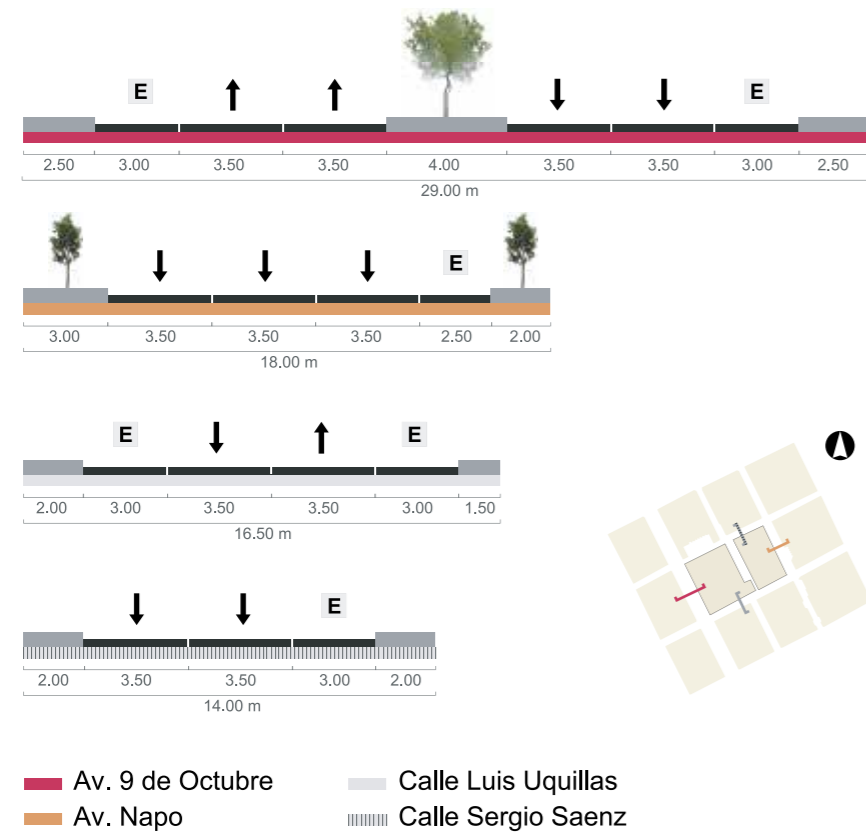 E E
2.50 3.00 3.50 3.50 4.00 3.50 3.50 3.00 2.50
29.00 m
E
3.00 3.50 3.50 3.50 2.50 2.00
18.00 m
E E
2.00 3.00 3.50 3.50 3.00 1.50
16.50 m
E
2.00 3.50 3.50 3.00 2.00
14.00 m
Av. 9 de Octubre
Av. Napo
Calle Luis Uquillas
Calle Sergio Saenz